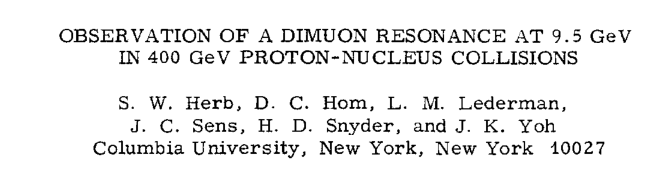 OBSERVATION OF A DIMUON RESONANCE AT 9.5 GeV
IN 400 GeV PROTON-NUCLEUS COLLISIONS
S. W. Herb, D. C. Hom, L. M. Lederman,
J. C. Sens, H. D. Snyder, and J. K. Yoh
Columbia University, New York, New York 10027